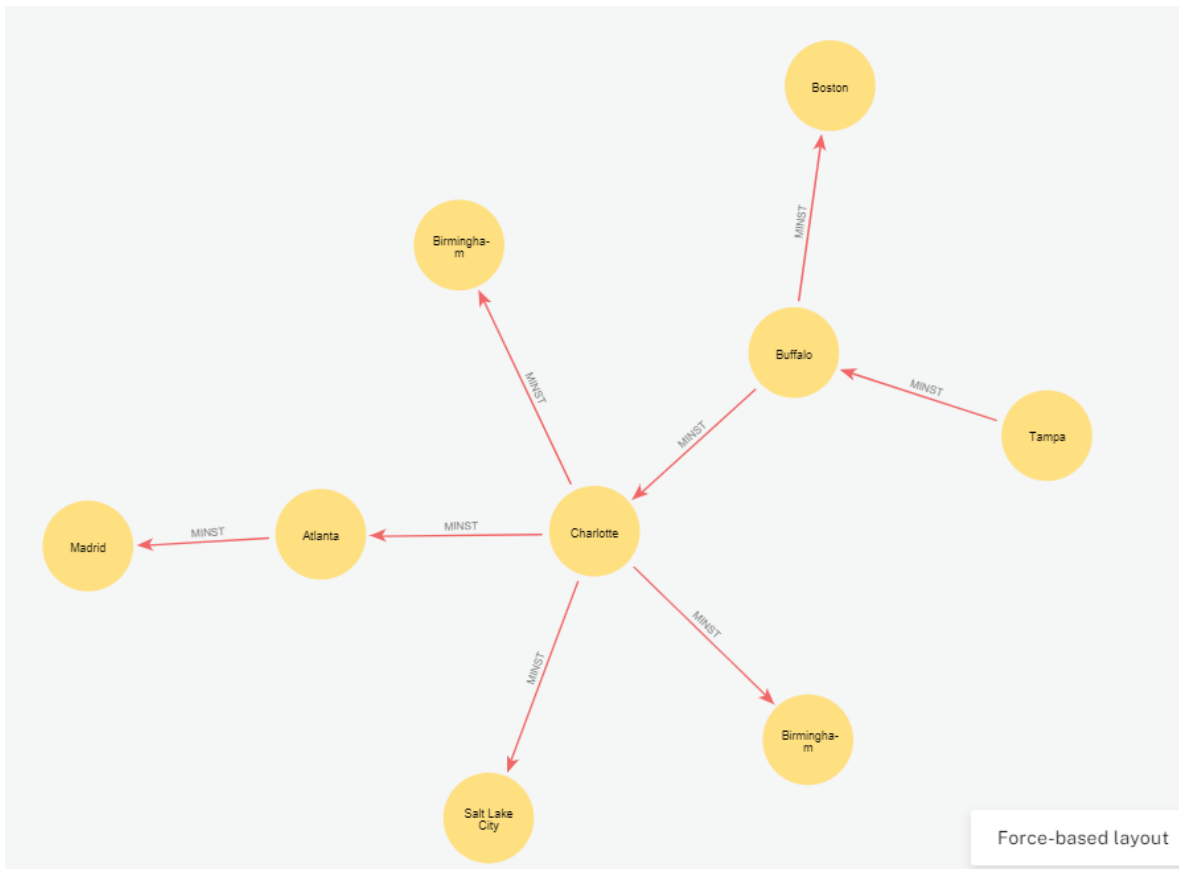 Boston
MINST
Birmingha-
m
MINST
Buffalo
MINST
MINST
Tampa
Madrid
MINST
Atlanta
MINST
Charlotte
MINST
MINST
Birmingha-
m
Salt Lake
City
Force-based layout